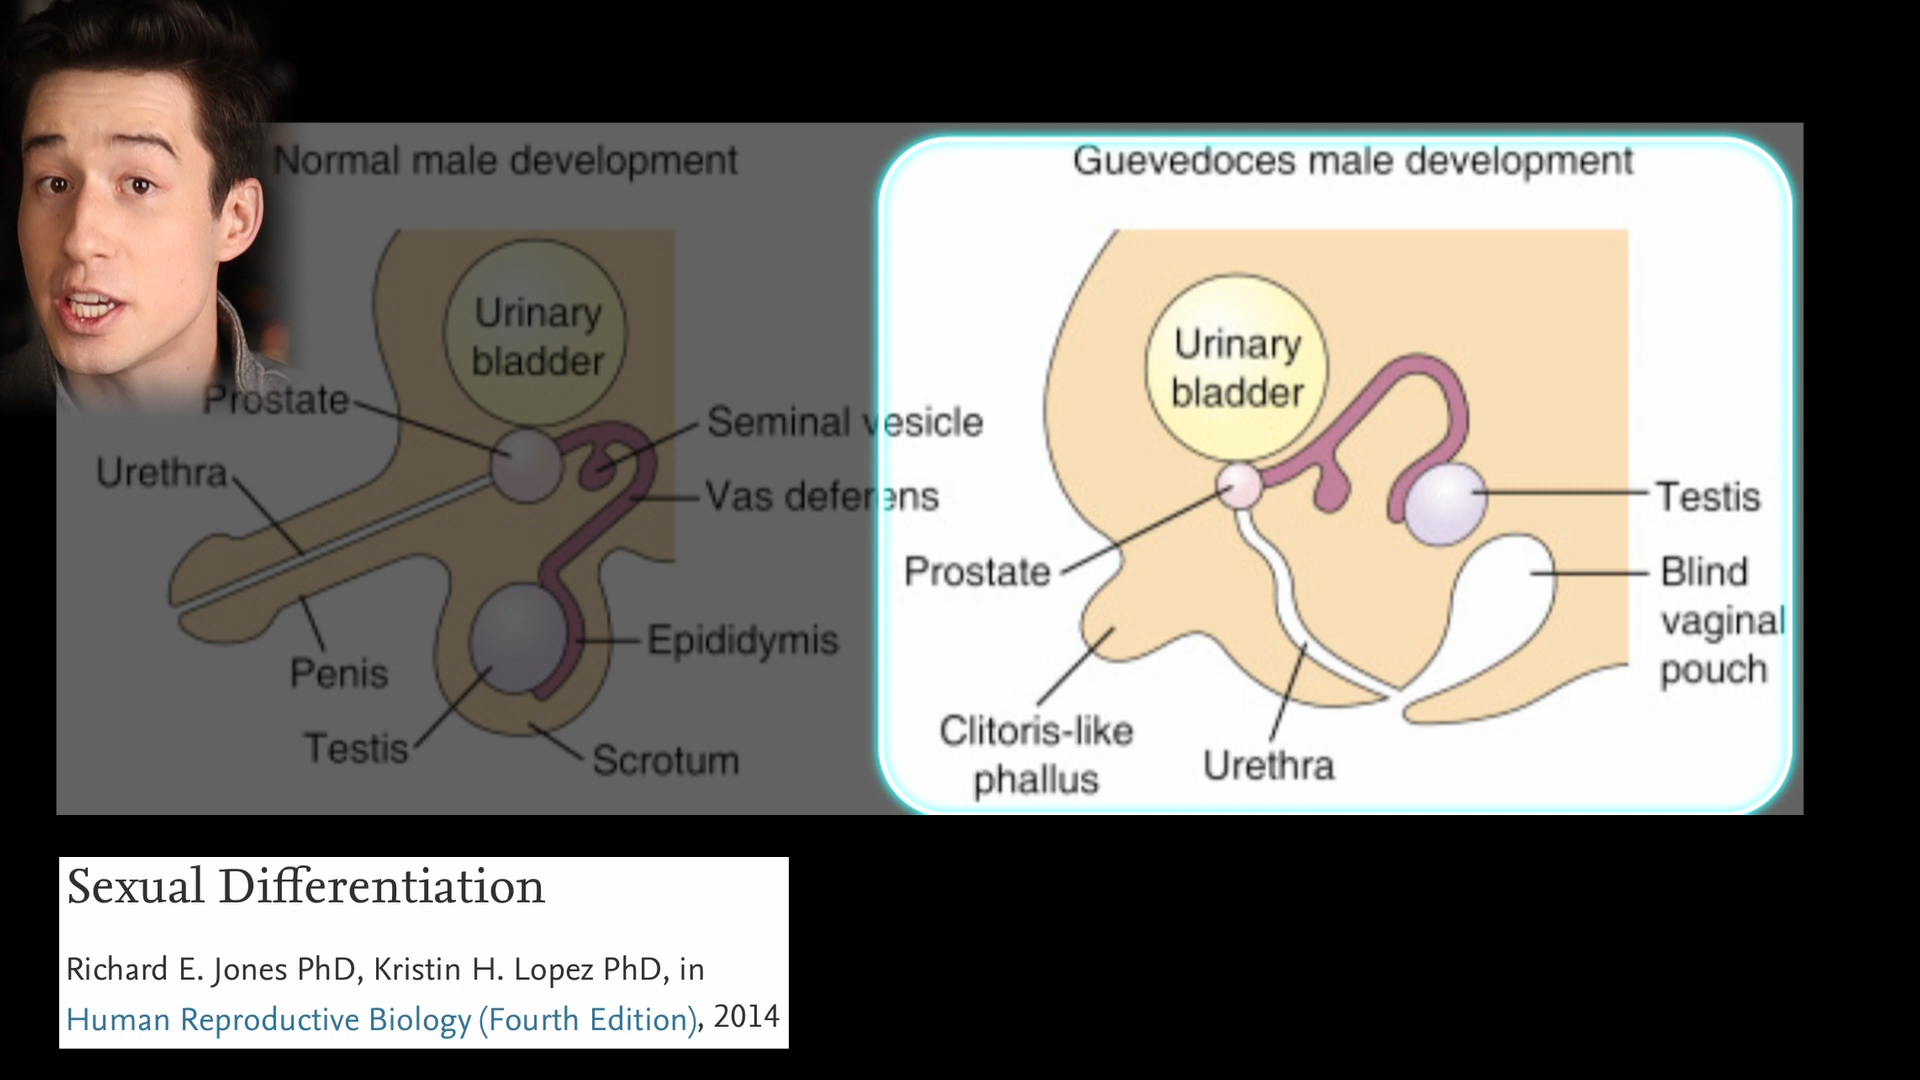 Normal male development
Urinary
bladder
Prostate
Seminal vesicle
Urethra
Vas deferens
Penis
Epididymis
Testis
Scrotum
Guevedoces male development
Urinary
bladder
Testis
Prostate
Blind
vaginal
pouch
Clitoris-like
phallus
Urethra
Sexual Differentiation
Richard E. Jones PhD, Kristin H. Lopez PhD, in
Human Reproductive Biology (Fourth Edition), 2014